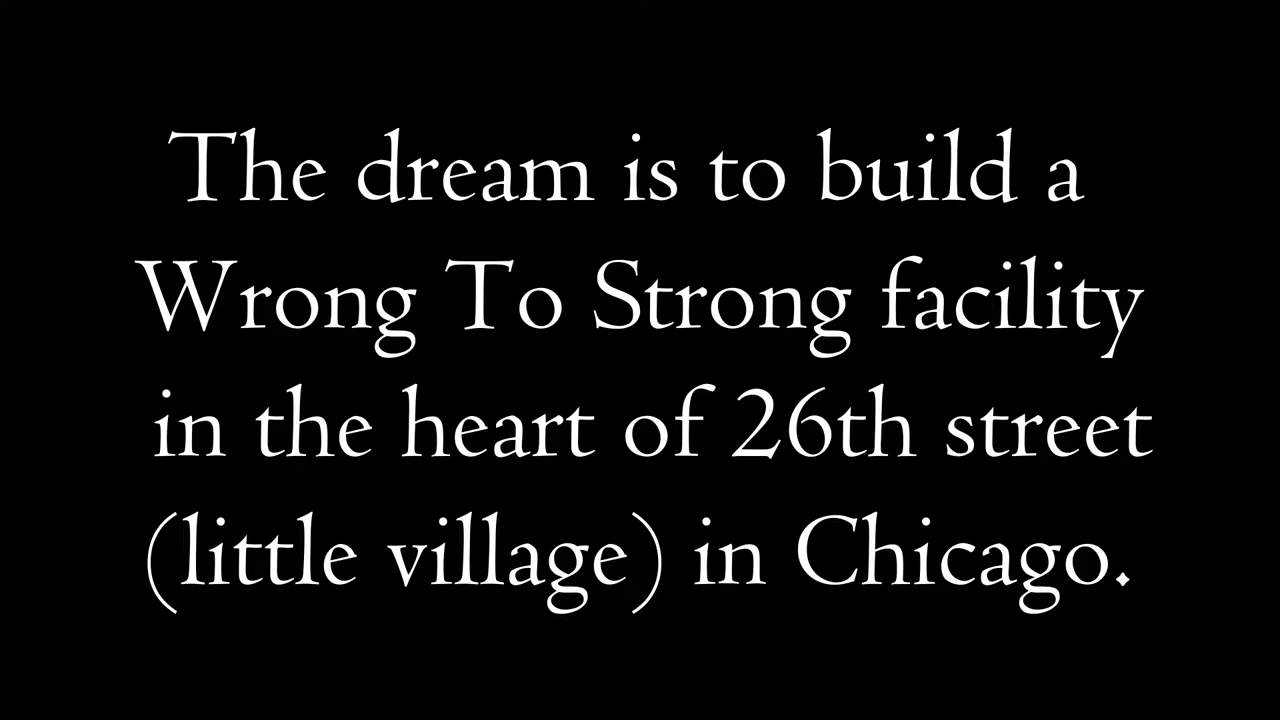 The dream is to build a
Wrong To Strong facility
in the heart of 26th street
(little village) in Chicago.